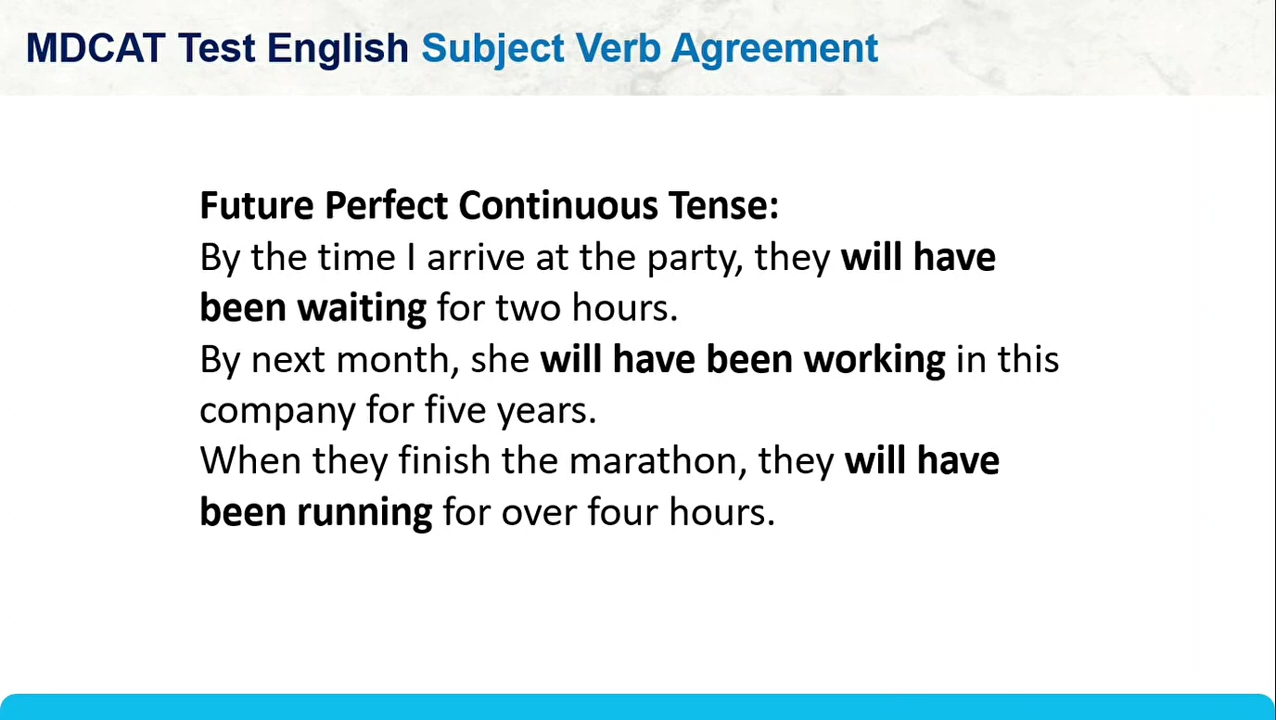 MDCAT Test English Subject Verb Agreement
Future Perfect Continuous Tense:
By the time I arrive at the party, they will have
been waiting for two hours.
By next month, she will have been working in this
company for five years.
When they finish the marathon, they will have
been running for over four hours.